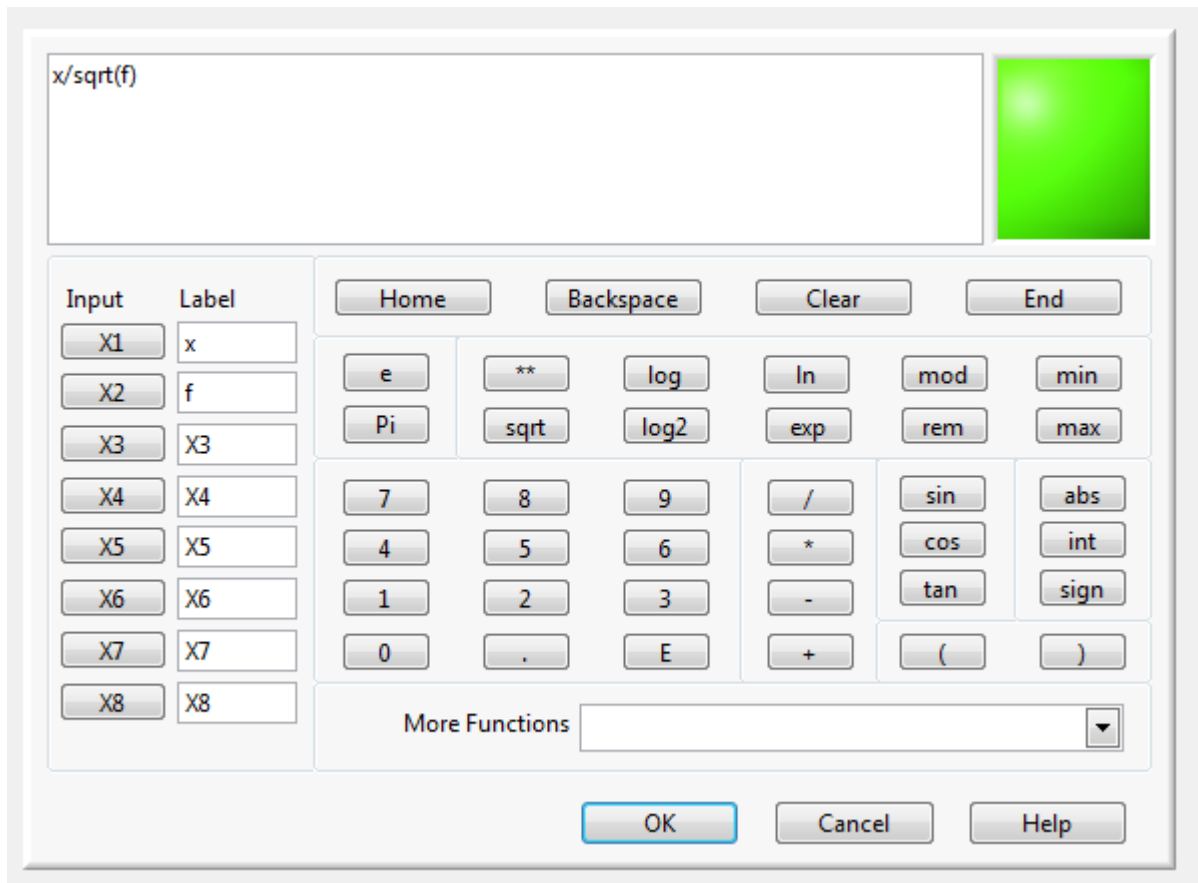 x/sqrt(f)
Input Label
X1 x
X2 f
X3 X3
X4 X4
X5 X5
X6 X6
X7 X7
X8 X8
Home Backspace Clear End
e ** log ln mod min
Pi sqrt log2 exp rem max
7 8 9 / sin abs
4 5 6 * cos int
1 2 3 - tan sign
0 . E + ( )
More Functions
OK Cancel Help